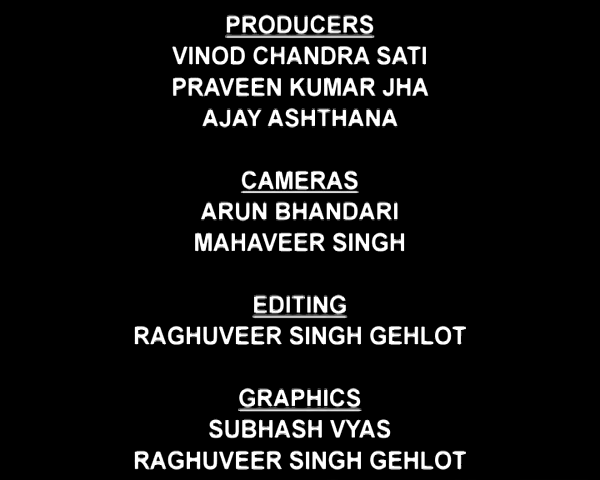 PRODUCERS
VINOD CHANDRA SATI
PRAVEEN KUMAR JHA
AJAY ASHTHANA
CAMERAS
ARUN BHANDARI
MAHAVEER SINGH
EDITING
RAGHUVEER SINGH GEHLOT
GRAPHICS
SUBHASH VYAS
RAGHUVEER SINGH GEHLOT